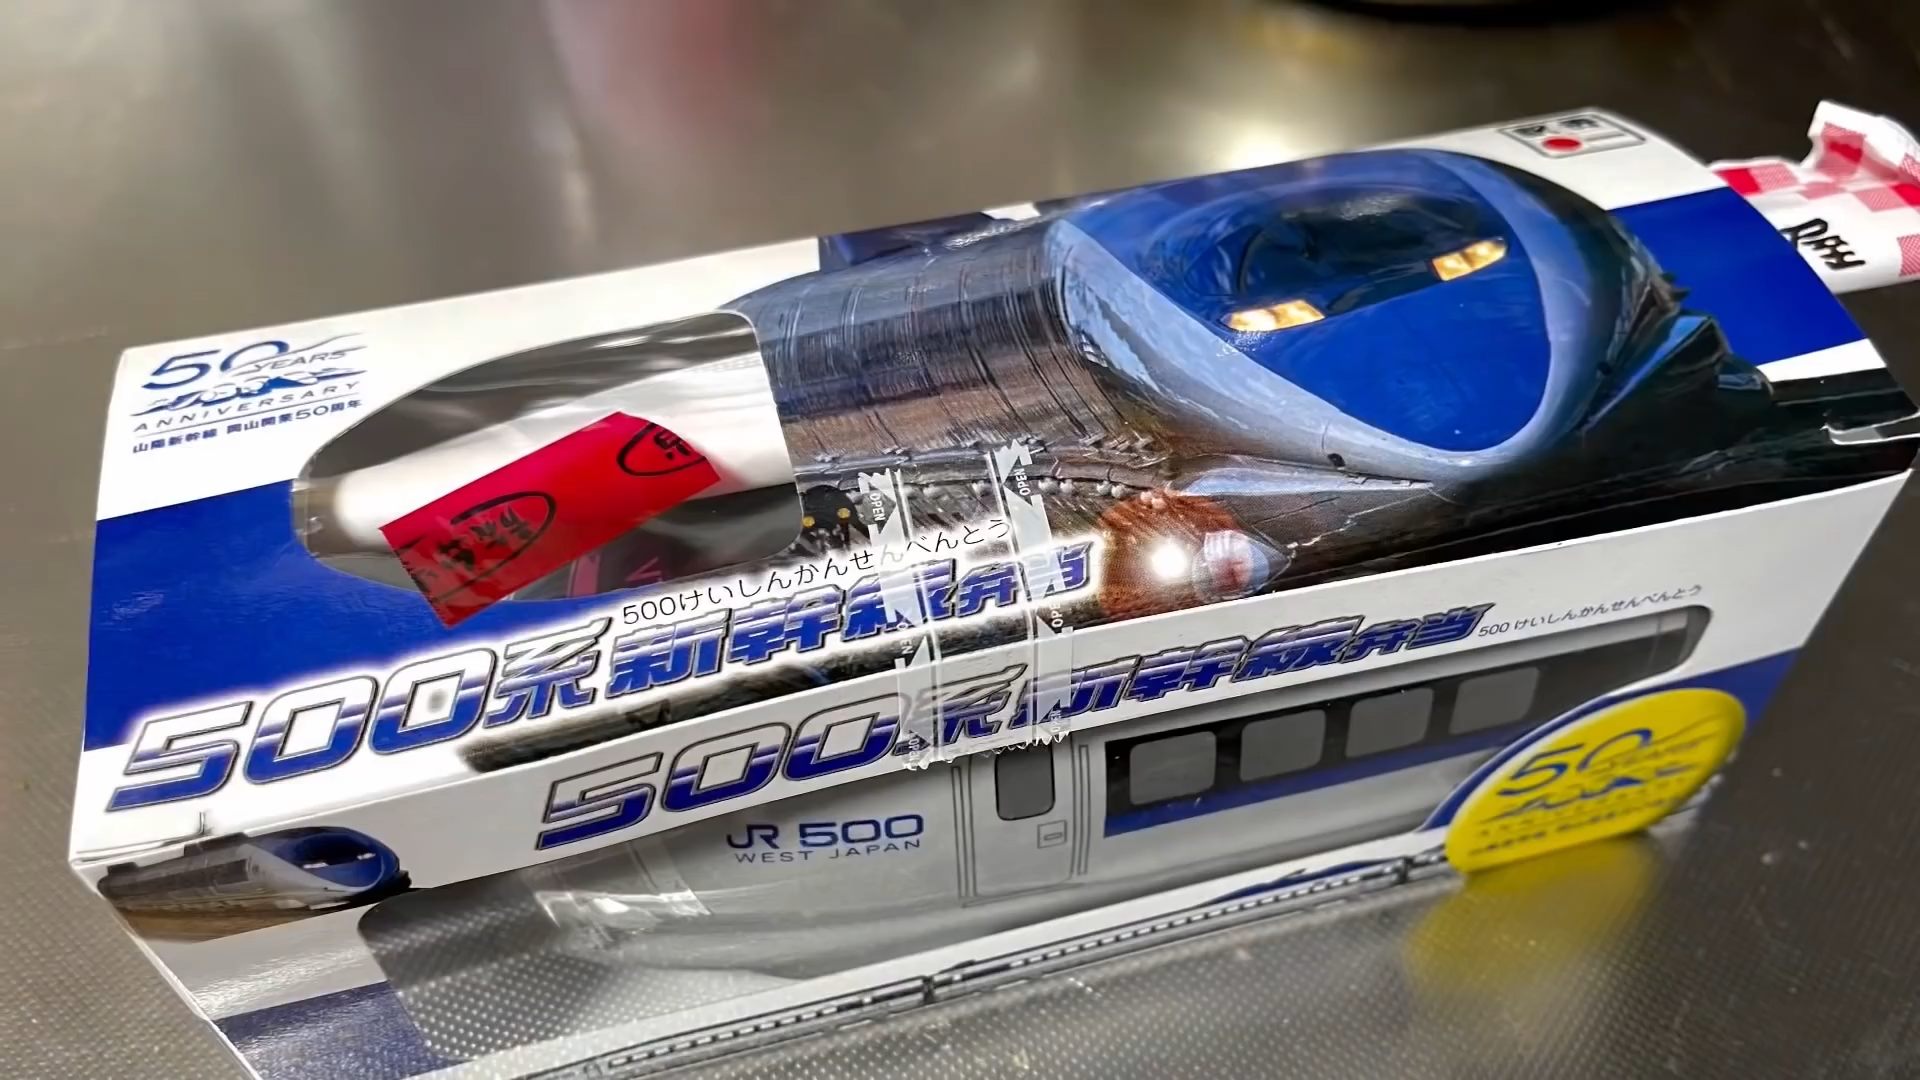 50
YEARS
ANNIVERSARY
山陽新幹線 岡山開業50周年
500けいしんかんせんべんとう
500系新幹線弁当
OPEN
OPEN
OPEN
OPEN
500系新幹線弁当
500けいしんかんせんべんとう
JR 500
WEST JAPAN
50
YEARS
ANNIVERSARY